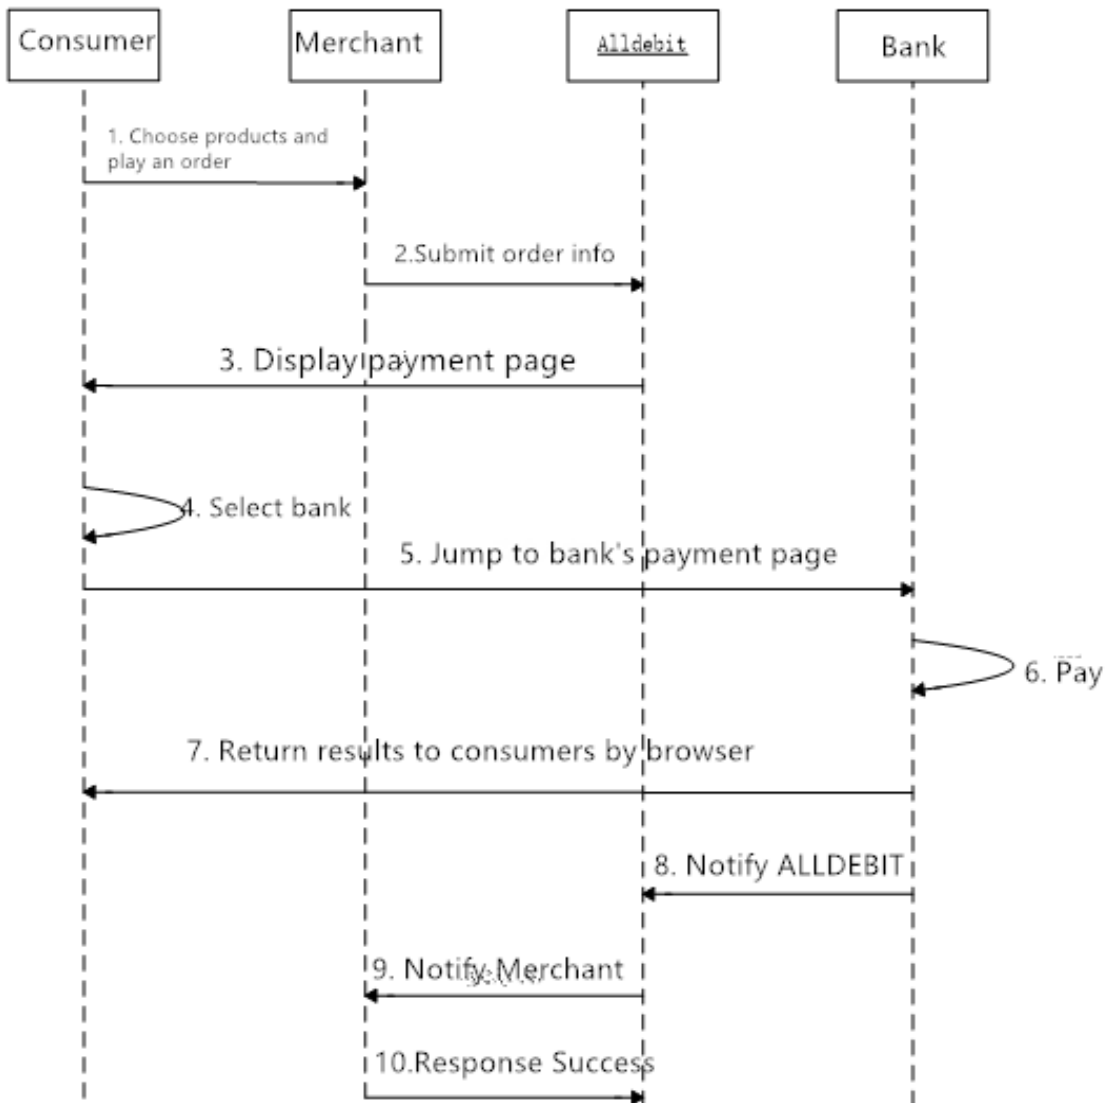 Consumer
Merchant
Alldebit
Bank
1. Choose products and
play an order
2.Submit order info
3. Display payment page
4. Select bank
5. Jump to bank's payment page
6. Pay
7. Return results to consumers by browser
8. Notify ALLDEBIT
9. Notify Merchant
10.Response Success